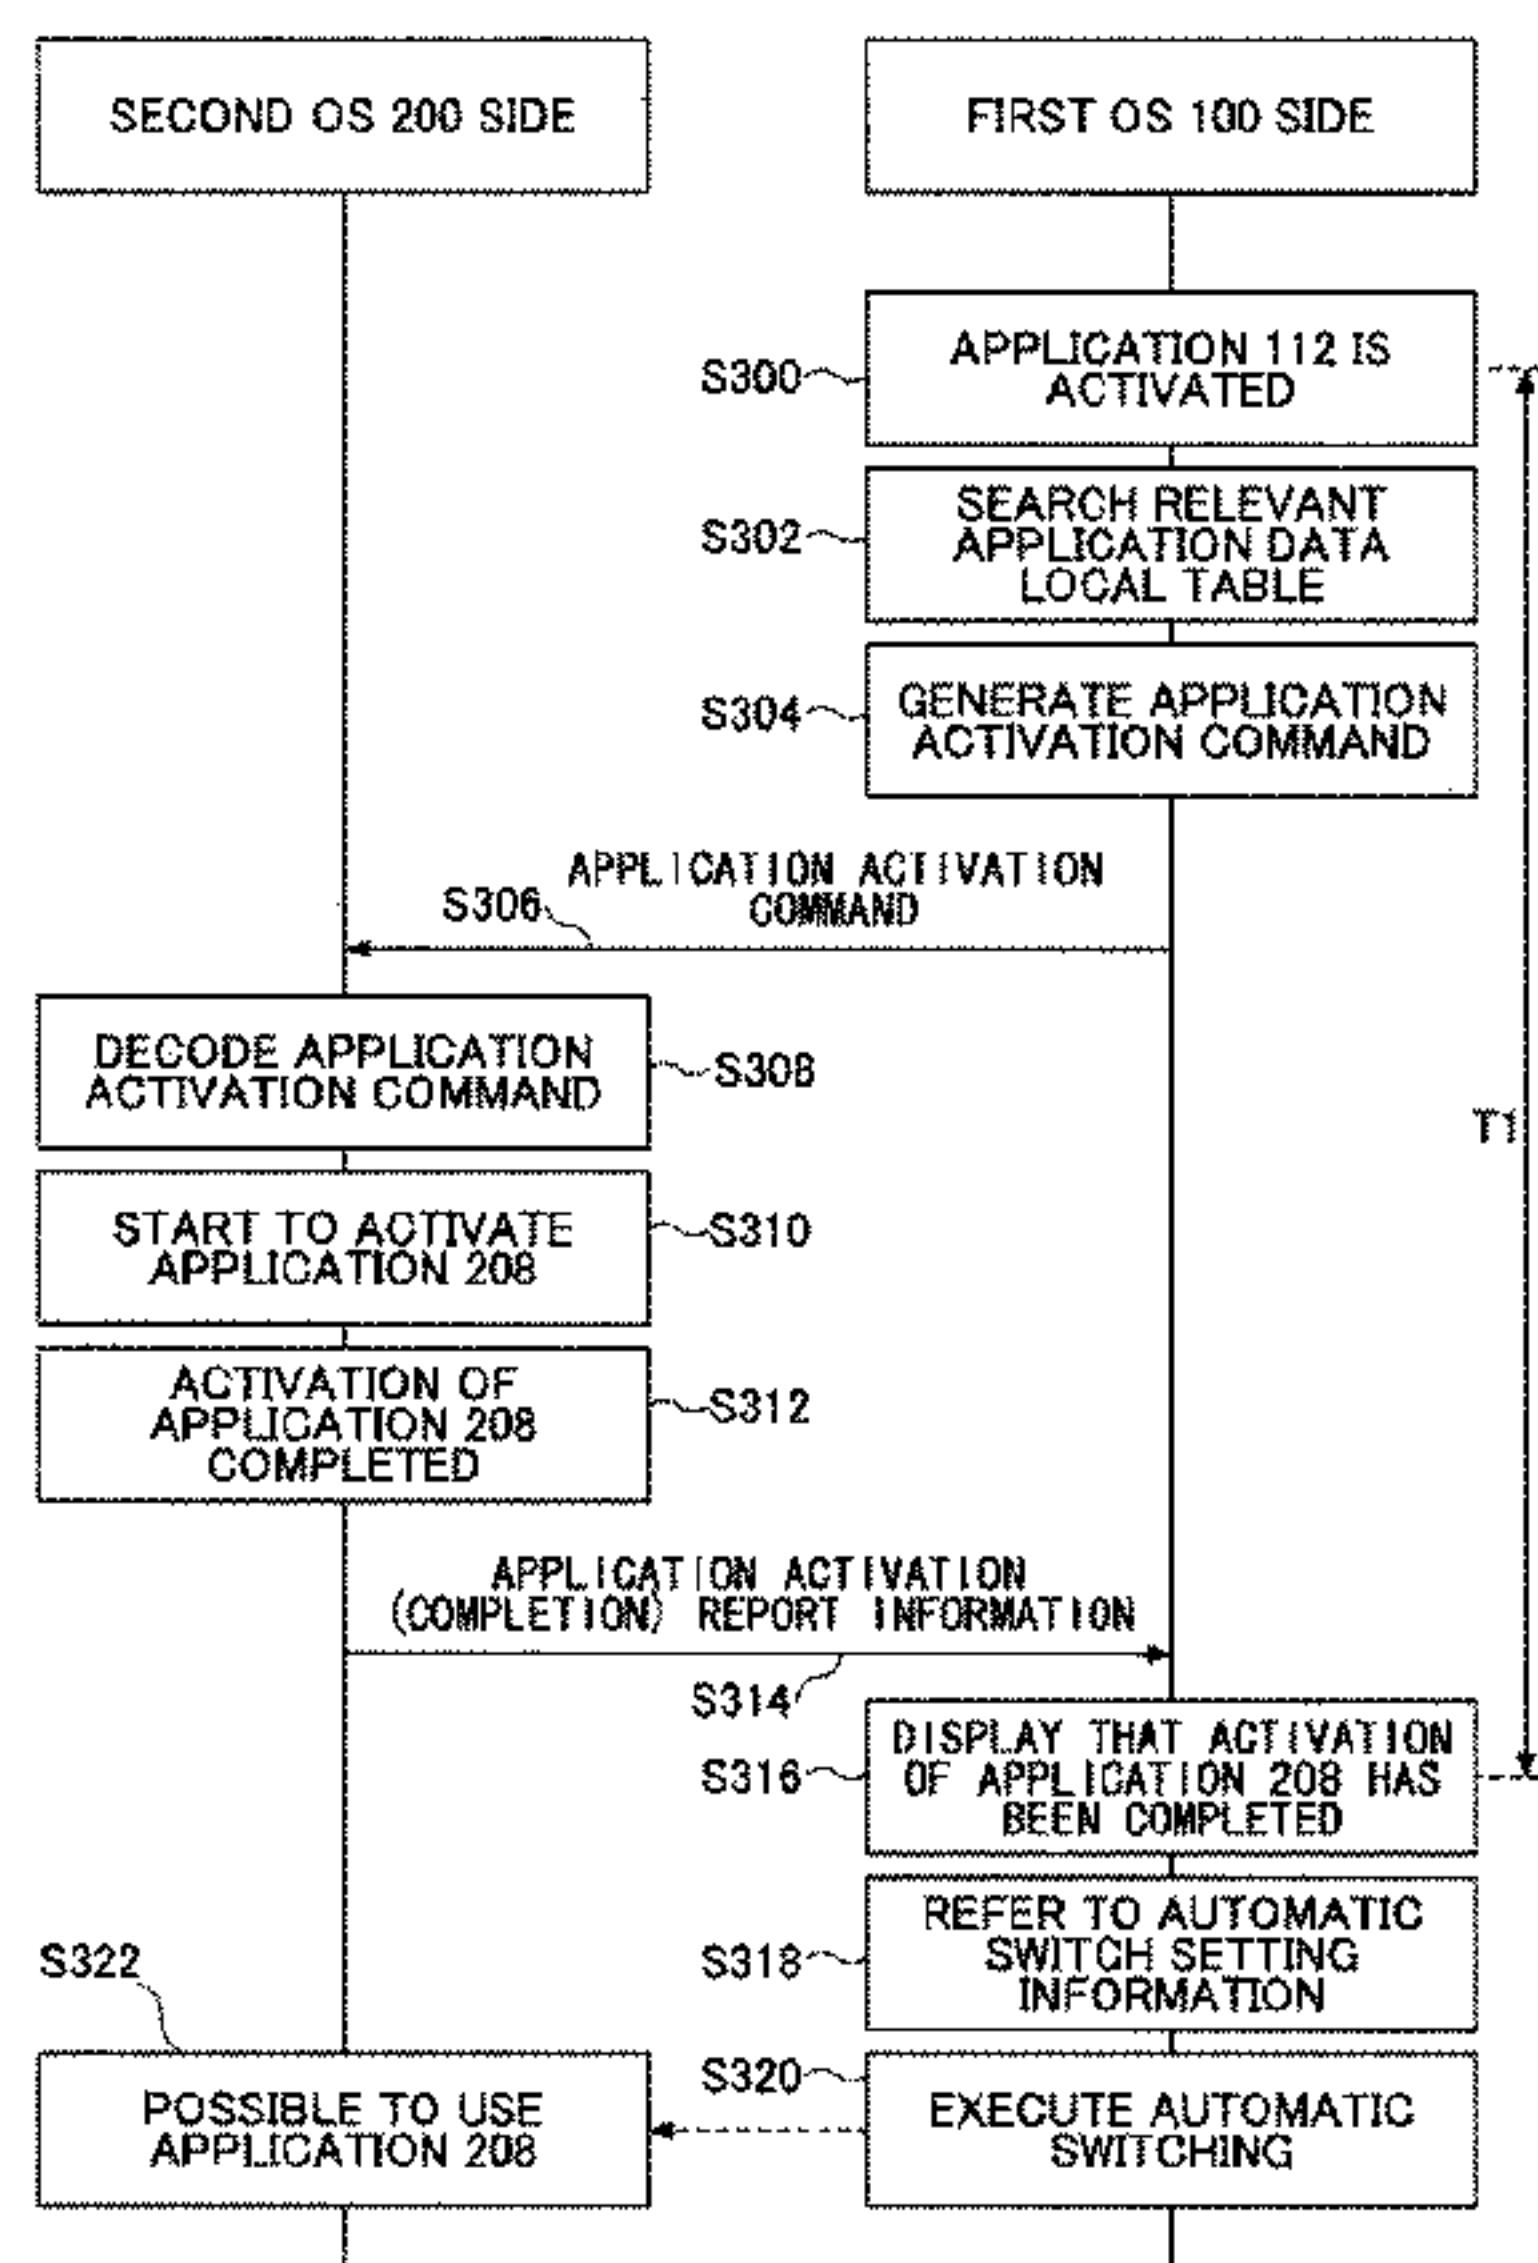 SECOND OS 200 SIDE
FIRST OS 100 SIDE
S300
APPLICATION 112 IS
ACTIVATED
S302
SEARCH RELEVANT
APPLICATION DATA
LOCAL TABLE
S304
GENERATE APPLICATION
ACTIVATION COMMAND
APPLICATION ACTIVATION
COMMAND
S306
DECODE APPLICATION
ACTIVATION COMMAND
S308
T1
START TO ACTIVATE
APPLICATION 208
S310
ACTIVATION OF
APPLICATION 208
COMPLETED
S312
APPLICATION ACTIVATION
(COMPLETION) REPORT INFORMATION
S314
S316
DISPLAY THAT ACTIVATION
OF APPLICATION 208 HAS
BEEN COMPLETED
S318
REFER TO AUTOMATIC
SWITCH SETTING
INFORMATION
S322
POSSIBLE TO USE
APPLICATION 208
S320
EXECUTE AUTOMATIC
SWITCHING